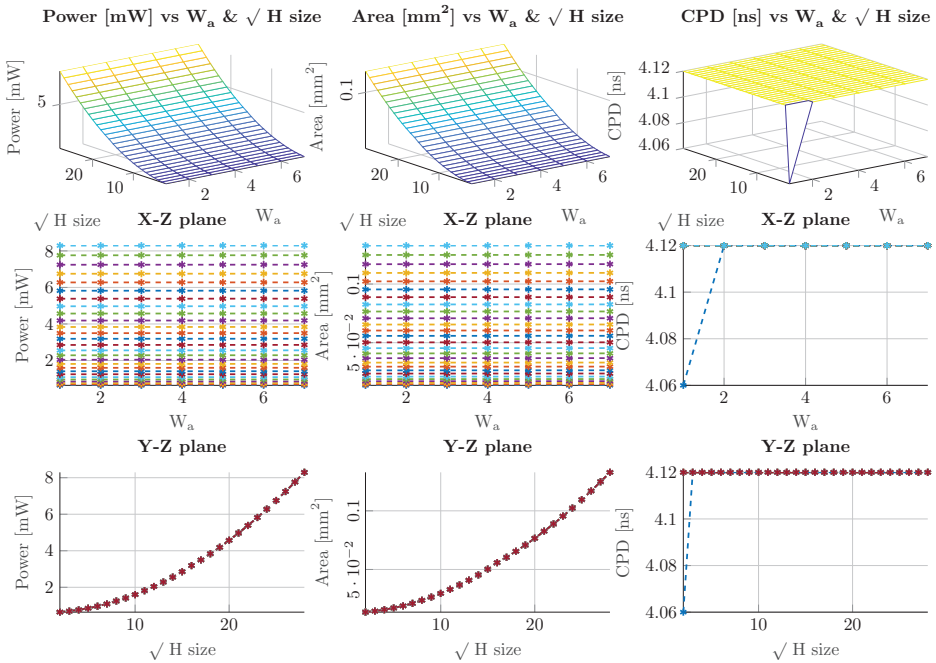 Power [mW] vs Wₐ & √ H size
Area [mm²] vs Wₐ & √ H size
CPD [ns] vs Wₐ & √ H size
Power [mW]
5
20
10
2
4
6
√ H size
Wₐ
Area [mm²]
0.1
20
10
2
4
6
√ H size
Wₐ
CPD [ns]
4.12
4.1
4.08
4.06
20
10
2
4
6
√ H size
Wₐ
X-Z plane
Power [mW]
8
6
4
2
2
4
6
Wₐ
X-Z plane
Area [mm²]
0.1
5 · 10⁻²
2
4
6
Wₐ
X-Z plane
CPD [ns]
4.12
4.1
4.08
4.06
2
4
6
Wₐ
Y-Z plane
Power [mW]
8
6
4
2
10
20
√ H size
Y-Z plane
Area [mm²]
0.1
5 · 10⁻²
10
20
√ H size
Y-Z plane
CPD [ns]
4.12
4.1
4.08
4.06
10
20
√ H size